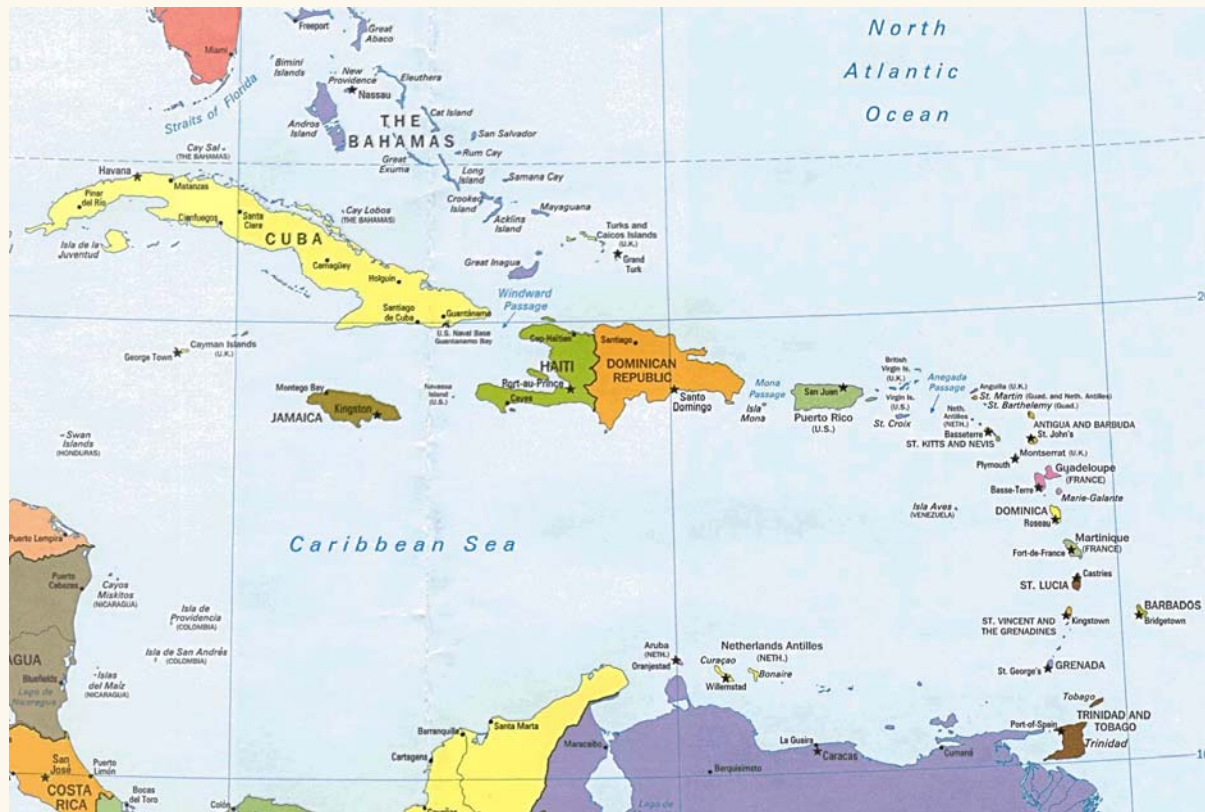 North
Atlantic
Ocean
Freeport
Great
Abaco
Miami
Bimini
Islands
New
Providence
Nassau
Eleuthera
Straits of Florida
Andros
Island
THE
BAHAMAS
Cat Island
San Salvador
Rum Cay
Great
Exuma
Long
Island
Samana Cay
Crooked
Island
Acklins
Island
Mayaguana
Cay Sal
(THE BAHAMAS)
Havana
Matanzas
Pinar
del Río
Cienfuegos
Santa
Clara
Cay Lobos
(THE BAHAMAS)
Isla de la
Juventud
CUBA
Camagüey
Holguin
Turks and
Caicos Islands
(U.K.)
Grand
Turk
Great Inagua
Windward
Passage
Santiago
de Cuba
Guantánamo
U.S. Naval Base
Guantanamo Bay
20
Cayman Islands
(U.K.)
George Town
Cap-Haïtien
HAITI
Port-au-Prince
Cayes
Santiago
DOMINICAN
REPUBLIC
Santo
Domingo
Montego Bay
Kingston
JAMAICA
Navassa
Island
(U.S.)
Mona
Passage
Isla
Mona
San Juan
Puerto Rico
(U.S.)
British
Virgin Is.
(U.K.)
Virgin Is.
(U.S.)
St. Croix
Anegada
Passage
Anguilla (U.K.)
St. Martin (Guad. and Neth. Antilles)
St. Barthelemy (Guad.)
Neth.
Antilles
(NETH.)
Basseterre
ST. KITTS AND NEVIS
ANTIGUA AND BARBUDA
St. John's
Montserrat (U.K.)
Plymouth
Guadeloupe
(FRANCE)
Basse-Terre
Marie-Galante
Isla Aves
(VENEZUELA)
DOMINICA
Roseau
Swan
Islands
(HONDURAS)
Caribbean Sea
Martinique
(FRANCE)
Fort-de-France
Castries
ST. LUCIA
BARBADOS
Bridgetown
ST. VINCENT AND
THE GRENADINES
Kingstown
St. George's
GRENADA
Puerto Lempira
Puerto
Cabezas
Cayos
Miskitos
(NICARAGUA)
Isla de
Providencia
(COLOMBIA)
Isla de San Andrés
(COLOMBIA)
AGUA
Bluefields
Lago de
Nicaragua
Islas
del Maíz
(NICARAGUA)
Aruba
(NETH.)
Oranjestad
Netherlands Antilles
(NETH.)
Curaçao
Willemstad
Bonaire
Tobago
TRINIDAD AND
TOBAGO
Port-of-Spain
Trinidad
Santa Marta
Barranquilla
Cartagena
Maracaibo
La Guaira
Caracas
Cumaná
Barquisimeto
Lago de
San
José
Puerto
Limón
COSTA
RICA
Bocas
del Toro
Colón
10